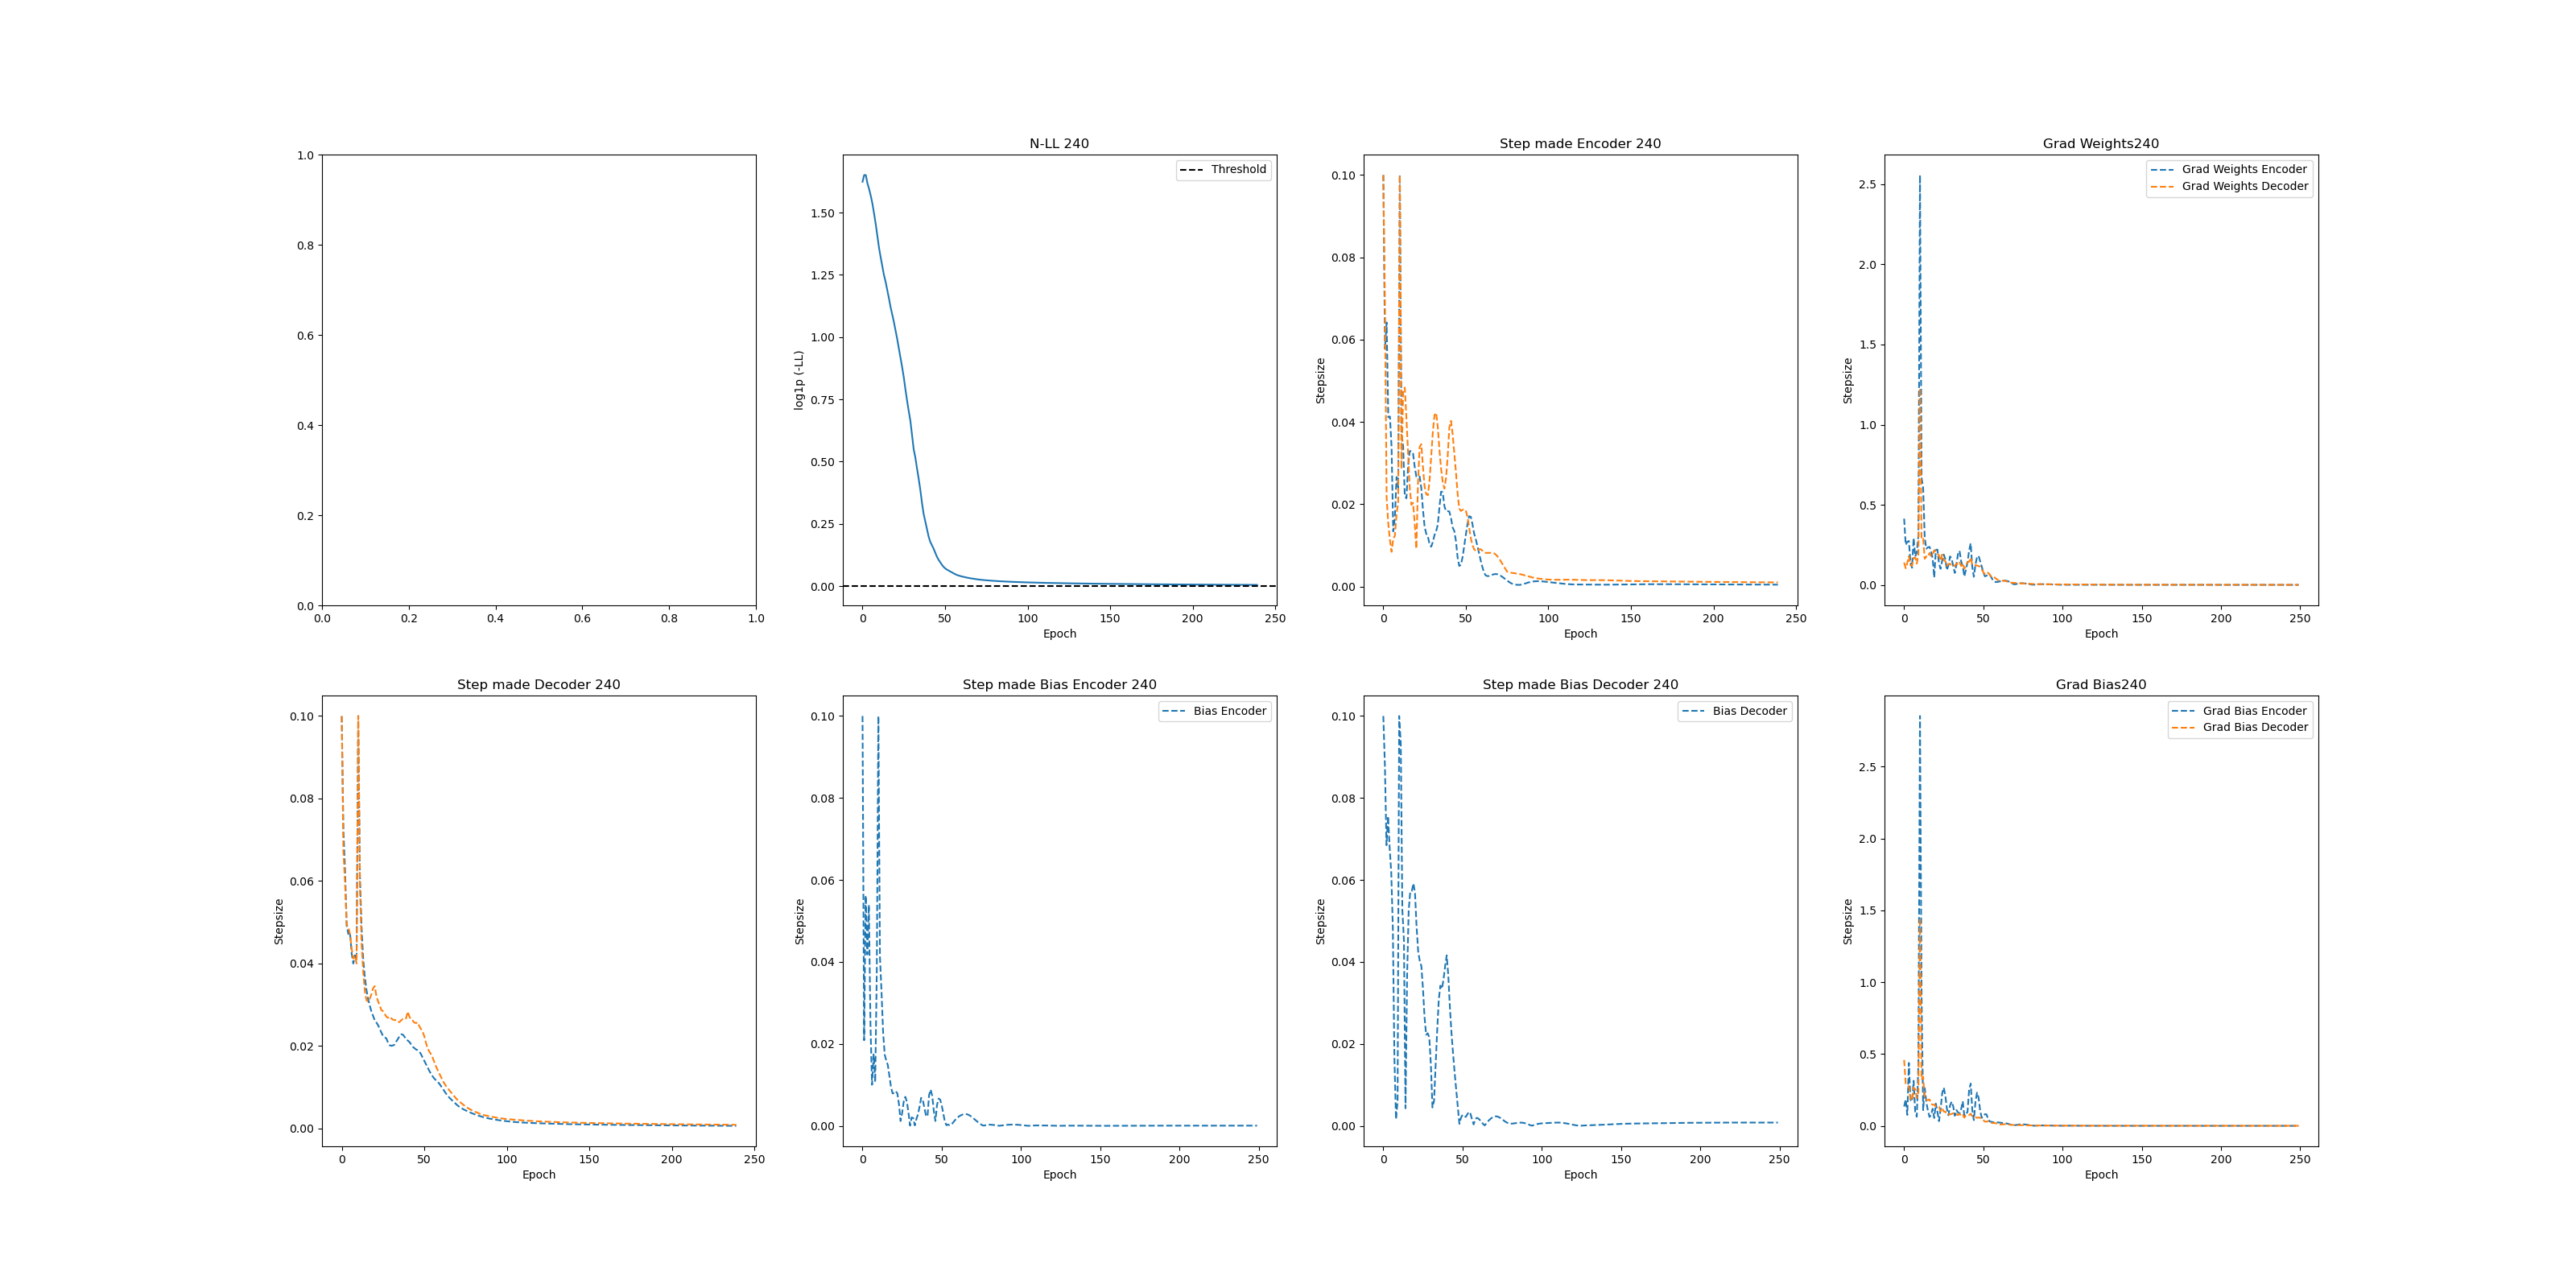 N-LL 240
Step made Encoder 240
Grad Weights240
1.0
0.8
0.6
0.4
0.2
0.0
0.0 0.2 0.4 0.6 0.8 1.0
log1p (-LL)
1.50
1.25
1.00
0.75
0.50
0.25
0.00
Threshold
0 50 100 150 200 250
Epoch
Stepsize
0.10
0.08
0.06
0.04
0.02
0.00
0 50 100 150 200 250
Epoch
Stepsize
2.5
2.0
1.5
1.0
0.5
0.0
Grad Weights Encoder
Grad Weights Decoder
0 50 100 150 200 250
Epoch
Step made Decoder 240
Step made Bias Encoder 240
Step made Bias Decoder 240
Grad Bias240
Stepsize
0.10
0.08
0.06
0.04
0.02
0.00
0 50 100 150 200 250
Epoch
Stepsize
0.10
0.08
0.06
0.04
0.02
0.00
Bias Encoder
0 50 100 150 200 250
Epoch
Stepsize
0.10
0.08
0.06
0.04
0.02
0.00
Bias Decoder
0 50 100 150 200 250
Epoch
Stepsize
2.5
2.0
1.5
1.0
0.5
0.0
Grad Bias Encoder
Grad Bias Decoder
0 50 100 150 200 250
Epoch